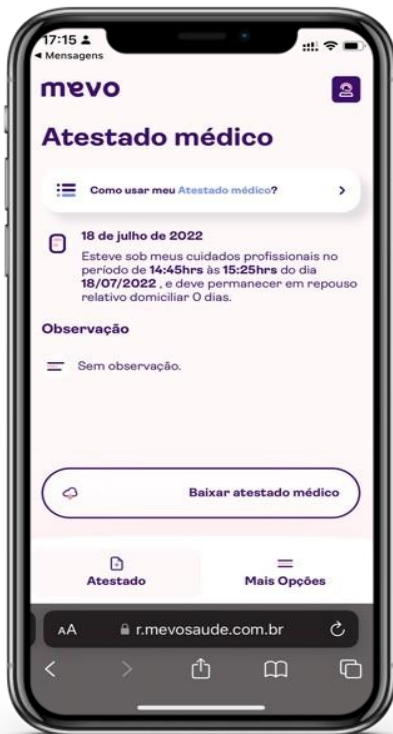 17:15
Mensagens
mevo
Atestado médico
Como usar meu Atestado médico?
18 de julho de 2022
Esteve sob meus cuidados profissionais no
período de 14:45hrs às 15:25hrs do dia
18/07/2022 , e deve permanecer em repouso
relativo domiciliar 0 dias.
Observação
Sem observação.
Baixar atestado médico
Atestado
Mais Opções
AA r.mevosaude.com.br